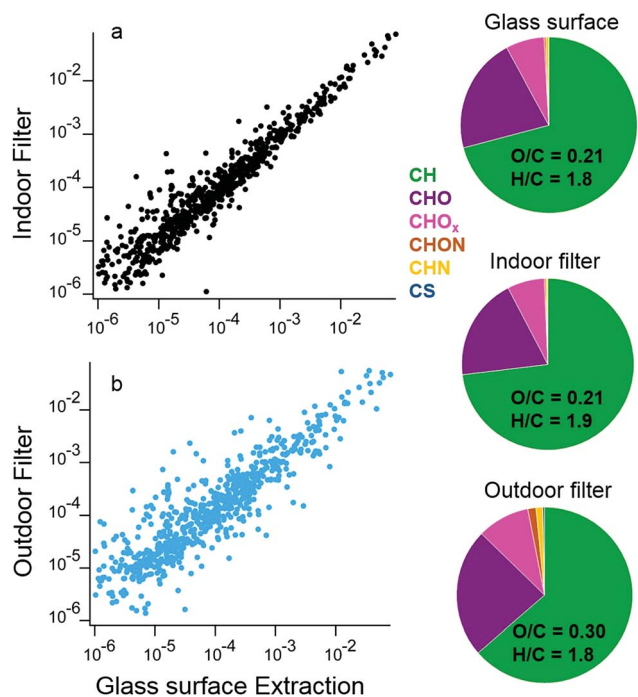 a
Indoor Filter
10⁻²
10⁻³
10⁻⁴
10⁻⁵
10⁻⁶
10⁻⁶ 10⁻⁵ 10⁻⁴ 10⁻³ 10⁻²
b
Outdoor Filter
10⁻²
10⁻³
10⁻⁴
10⁻⁵
10⁻⁶
10⁻⁶ 10⁻⁵ 10⁻⁴ 10⁻³ 10⁻²
Glass surface Extraction
CH
CHO
CHOₓ
CHON
CHN
CS
Glass surface
O/C = 0.21
H/C = 1.8
Indoor filter
O/C = 0.21
H/C = 1.9
Outdoor filter
O/C = 0.30
H/C = 1.8